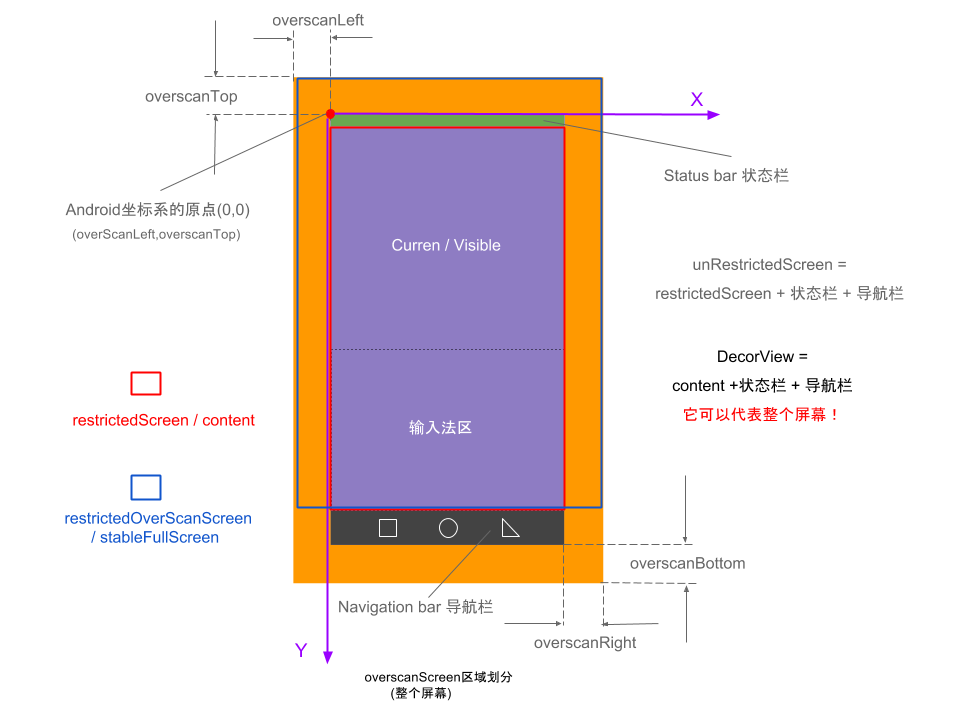 overscanLeft
overscanTop
X
Status bar 状态栏
Android坐标系的原点(0,0)
(overScanLeft,overscanTop)
Curren / Visible
unRestrictedScreen =
restrictedScreen + 状态栏 + 导航栏
DecorView =
content +状态栏 + 导航栏
它可以代表整个屏幕！
restrictedScreen / content
输入法区
restrictedOverScanScreen
/ stableFullScreen
overscanBottom
Navigation bar 导航栏
overscanRight
Y
overscanScreen区域划分
(整个屏幕)